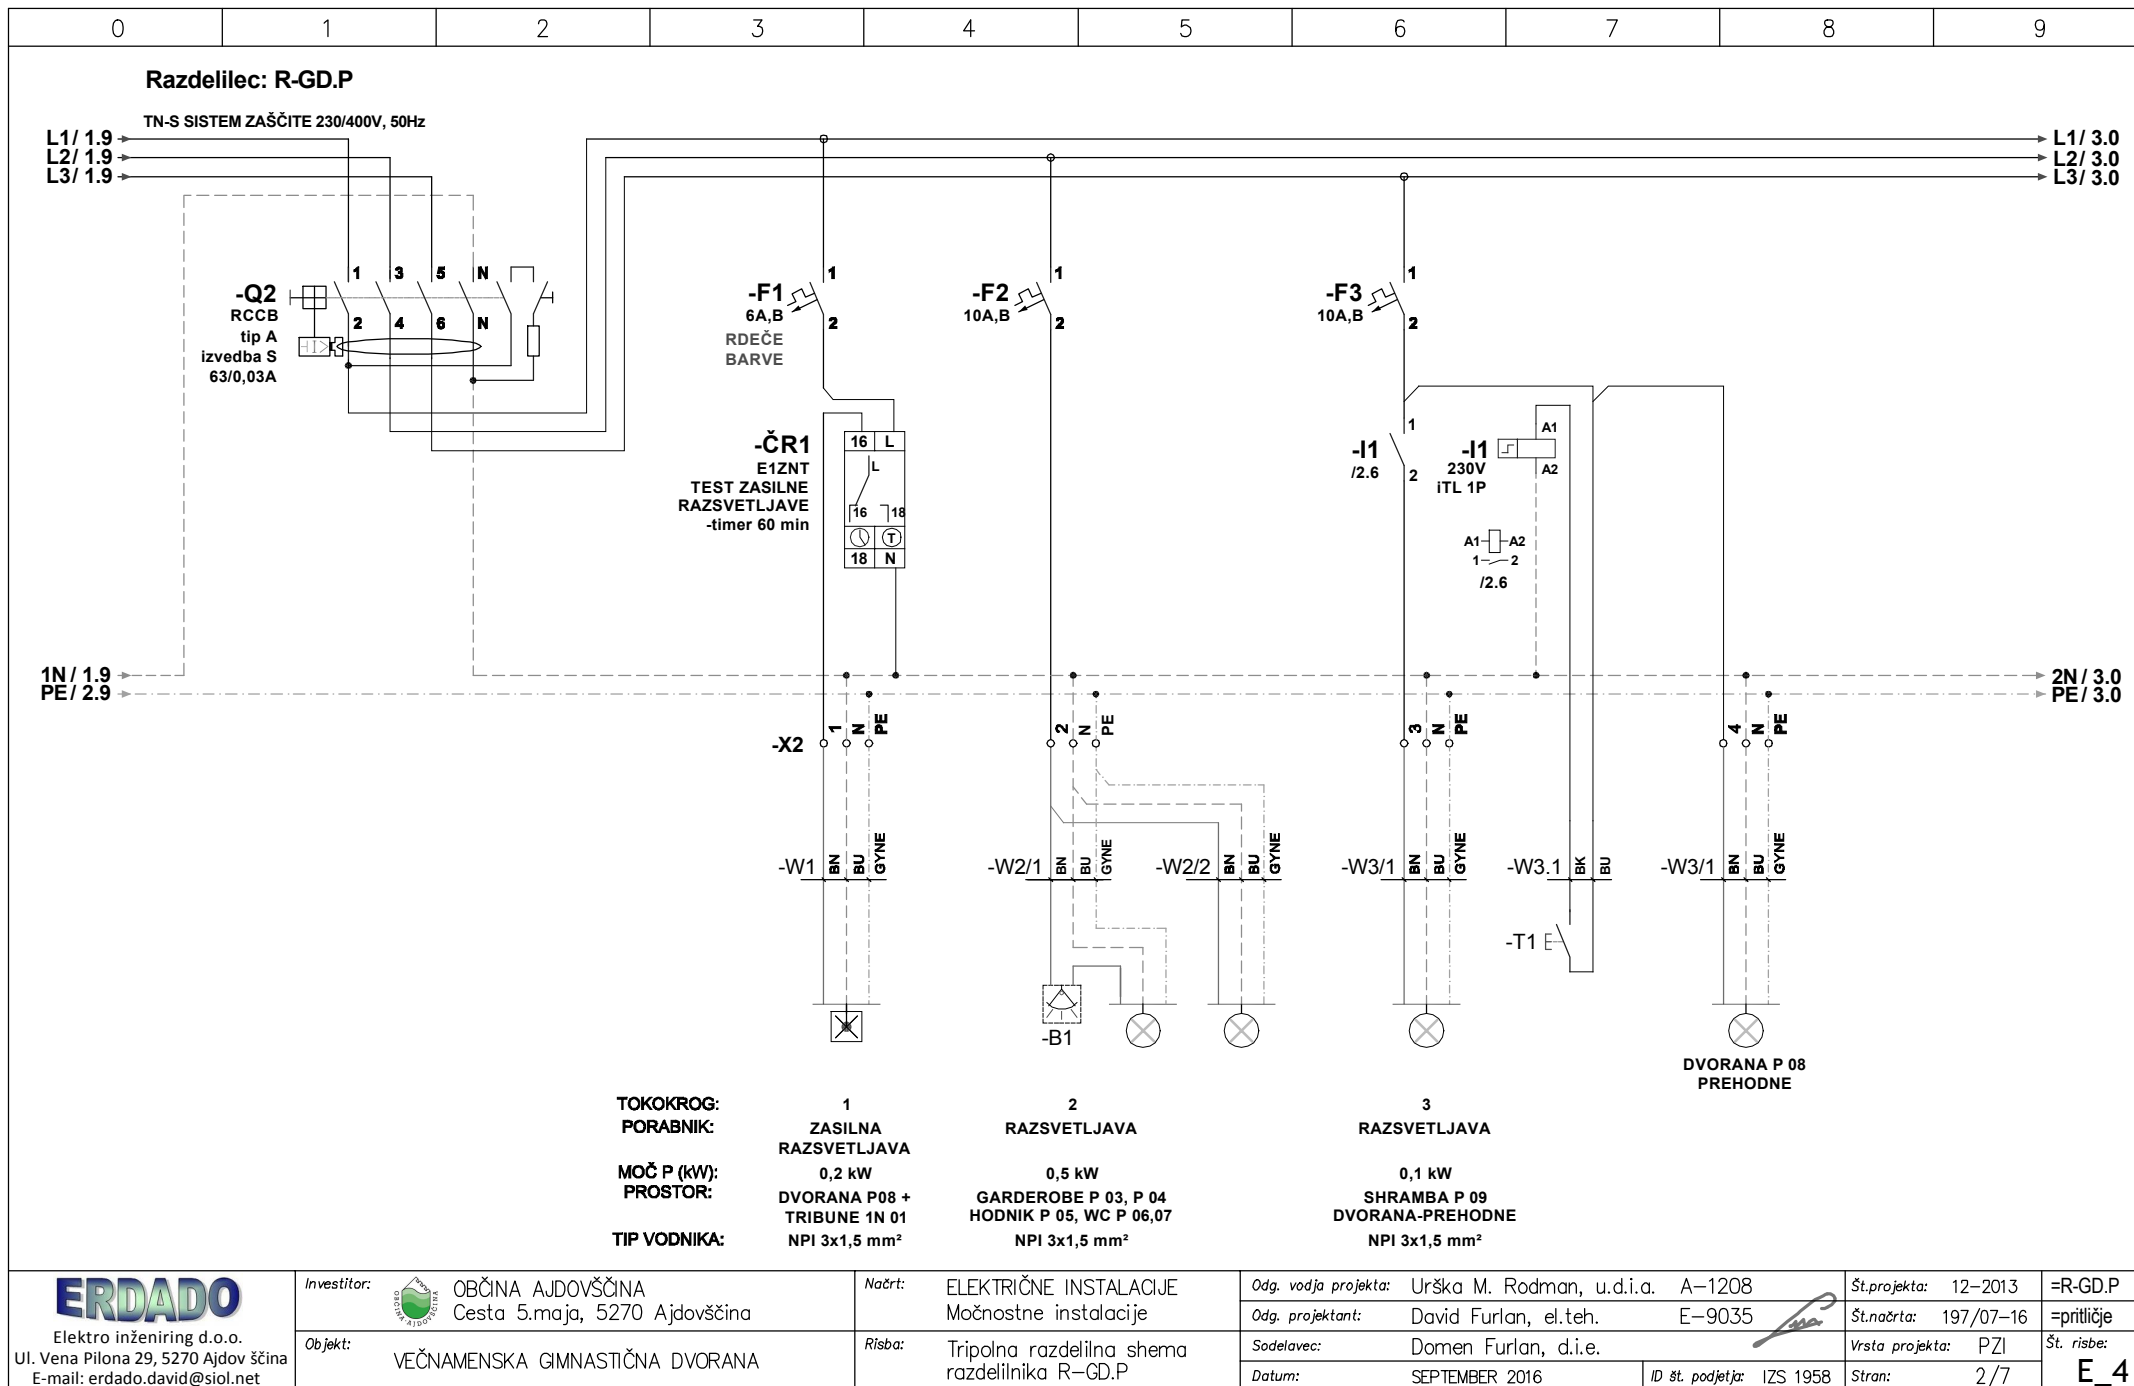 0 1 2 3 4 5 6 7 8 9
Razdelilec: R-GD.P
TN-S SISTEM ZAŠČITE 230/400V, 50Hz
L1/ 1.9 L1/ 3.0
L2/ 1.9 L2/ 3.0
L3/ 1.9 L3/ 3.0
1 3 5 N
-Q2
RCCB
tip A
izvedba S
63/0,03A
2 4 6 N
1
-F1
6A,B
2
RDEČE
BARVE
1
-F2
10A,B
2
1
-F3
10A,B
2
-ČR1
E1ZNT
TEST ZASILNE
RAZSVETLJAVE
-timer 60 min
16 L
L
16 18
T
18 N
1
-I1
/2.6
2
-I1
230V
iTL 1P
A1
A2
A1 A2
1 2
/2.6
1N / 1.9 2N / 3.0
PE / 2.9 PE / 3.0
-X2
1 N PE
2 N PE
3 N PE
4 N PE
-W1 BN BU GYNE
-W2/1 BN BU GYNE
-W2/2 BN BU GYNE
-W3/1 BN BU GYNE
-W3.1 BK BU
-W3/1 BN BU GYNE
-T1
-B1
DVORANA P 08
PREHODNE
TOKOKROG: 1 2 3
PORABNIK: ZASILNA RAZSVETLJAVA RAZSVETLJAVA
RAZSVETLJAVA
MOČ P (kW): 0,2 kW 0,5 kW 0,1 kW
PROSTOR: DVORANA P08 + GARDEROBE P 03, P 04 SHRAMBA P 09
TRIBUNE 1N 01 HODNIK P 05, WC P 06,07 DVORANA-PREHODNE
TIP VODNIKA: NPI 3x1,5 mm² NPI 3x1,5 mm² NPI 3x1,5 mm²
ERDADO
Elektro inženiring d.o.o.
Ul. Vena Pilona 29, 5270 Ajdov ščina
E-mail: erdado.david@siol.net
Investitor:
OBČINA AJDOVŠČINA
OBČINA AJDOVŠČINA
Cesta 5.maja, 5270 Ajdovščina
Objekt:
VEČNAMENSKA GIMNASTIČNA DVORANA
Načrt:
ELEKTRIČNE INSTALACIJE
Močnostne instalacije
Risba:
Tripolna razdelilna shema
razdelilnika R-GD.P
Odg. vodja projekta: Urška M. Rodman, u.d.i.a. A-1208
Odg. projektant: David Furlan, el.teh. E-9035
Sodelavec: Domen Furlan, d.i.e.
Datum: SEPTEMBER 2016 ID št. podjetja: IZS 1958
Št.projekta: 12-2013
Št.načrta: 197/07-16
Vrsta projekta: PZI
Stran: 2/7
=R-GD.P
=pritličje
Št. risbe:
E_4